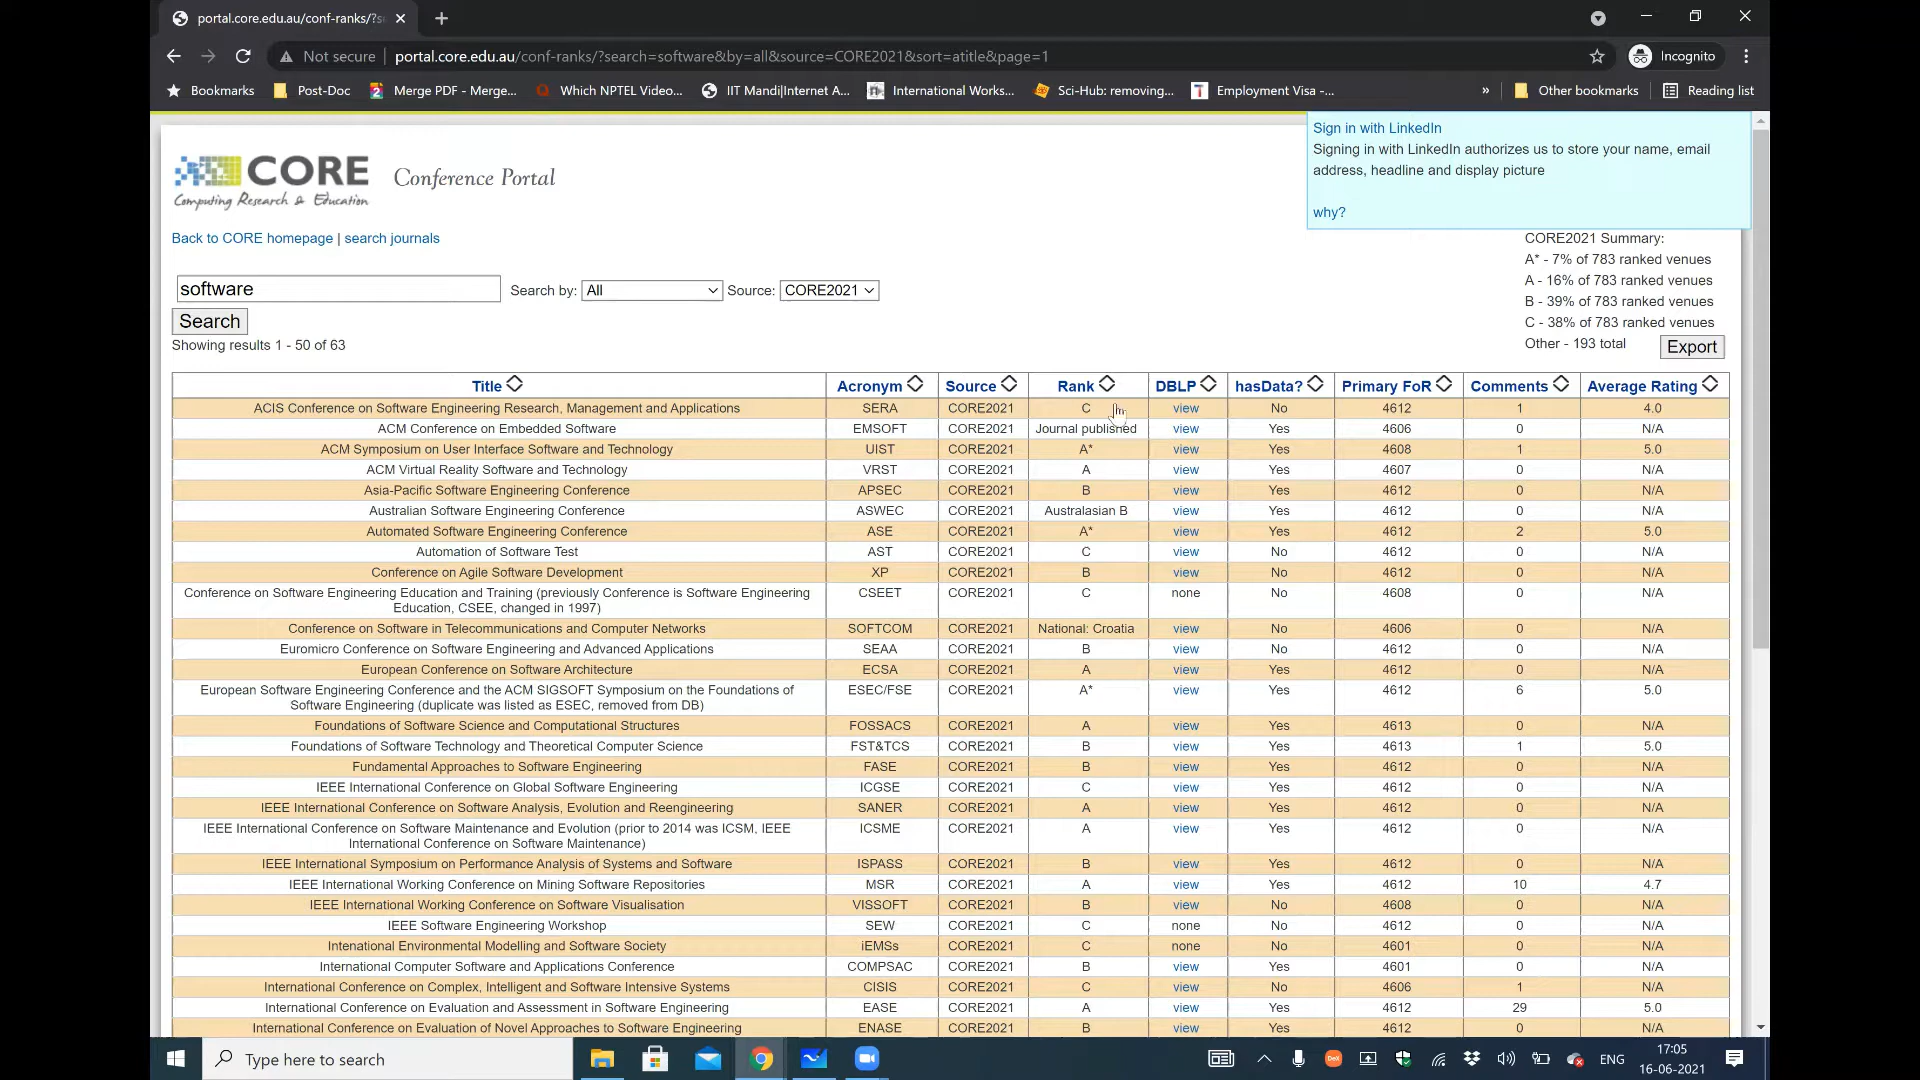 portal.core.edu.au/conf-ranks/?s
Not secure portal.core.edu.au/conf-ranks/?search=software&by=all&source=CORE2021&sort=atitle&page=1 Incognito
Bookmarks Post-Doc Merge PDF - Merge... Which NPTEL Video... IIT Mandi|Internet A... International Works... Sci-Hub: removing... Employment Visa -... » Other bookmarks Reading list
Sign in with LinkedIn
Signing in with LinkedIn authorizes us to store your name, email
address, headline and display picture
why?
CORE Conference Portal
Computing Research & Education
Back to CORE homepage | search journals
software Search by: All Source: CORE2021
Search
Showing results 1 - 50 of 63
CORE2021 Summary:
A* - 7% of 783 ranked venues
A - 16% of 783 ranked venues
B - 39% of 783 ranked venues
C - 38% of 783 ranked venues
Other - 193 total Export
Title Acronym Source Rank DBLP hasData? Primary FoR Comments Average Rating
ACIS Conference on Software Engineering Research, Management and Applications SERA CORE2021 C view No 4612 1 4.0
ACM Conference on Embedded Software EMSOFT CORE2021 Journal published view Yes 4606 0 N/A
ACM Symposium on User Interface Software and Technology UIST CORE2021 A* view Yes 4608 1 5.0
ACM Virtual Reality Software and Technology VRST CORE2021 A view Yes 4607 0 N/A
Asia-Pacific Software Engineering Conference APSEC CORE2021 B view Yes 4612 0 N/A
Australian Software Engineering Conference ASWEC CORE2021 Australasian B view Yes 4612 0 N/A
Automated Software Engineering Conference ASE CORE2021 A* view Yes 4612 2 5.0
Automation of Software Test AST CORE2021 C view No 4612 0 N/A
Conference on Agile Software Development XP CORE2021 B view No 4612 0 N/A
Conference on Software Engineering Education and Training (previously Conference is Software Engineering CSEET CORE2021 C none No 4608 0 N/A
Education, CSEE, changed in 1997)
Conference on Software in Telecommunications and Computer Networks SOFTCOM CORE2021 National: Croatia view No 4606 0 N/A
Euromicro Conference on Software Engineering and Advanced Applications SEAA CORE2021 B view No 4612 0 N/A
European Conference on Software Architecture ECSA CORE2021 A view Yes 4612 0 N/A
European Software Engineering Conference and the ACM SIGSOFT Symposium on the Foundations of ESEC/FSE CORE2021 A* view Yes 4612 6 5.0
Software Engineering (duplicate was listed as ESEC, removed from DB)
Foundations of Software Science and Computational Structures FOSSACS CORE2021 A view Yes 4613 0 N/A
Foundations of Software Technology and Theoretical Computer Science FST&TCS CORE2021 B view Yes 4613 1 5.0
Fundamental Approaches to Software Engineering FASE CORE2021 B view Yes 4612 0 N/A
IEEE International Conference on Global Software Engineering ICGSE CORE2021 C view Yes 4612 0 N/A
IEEE International Conference on Software Analysis, Evolution and Reengineering SANER CORE2021 A view Yes 4612 0 N/A
IEEE International Conference on Software Maintenance and Evolution (prior to 2014 was ICSM, IEEE ICSME CORE2021 A view Yes 4612 0 N/A
International Conference on Software Maintenance)
IEEE International Symposium on Performance Analysis of Systems and Software ISPASS CORE2021 B view Yes 4612 0 N/A
IEEE International Working Conference on Mining Software Repositories MSR CORE2021 A view Yes 4612 10 4.7
IEEE International Working Conference on Software Visualisation VISSOFT CORE2021 B view No 4608 0 N/A
IEEE Software Engineering Workshop SEW CORE2021 C none No 4612 0 N/A
Intenational Environmental Modelling and Software Society iEMSs CORE2021 C none No 4601 0 N/A
International Computer Software and Applications Conference COMPSAC CORE2021 B view Yes 4601 0 N/A
International Conference on Complex, Intelligent and Software Intensive Systems CISIS CORE2021 C view No 4606 1 N/A
International Conference on Evaluation and Assessment in Software Engineering EASE CORE2021 A view Yes 4612 29 5.0
International Conference on Evaluation of Novel Approaches to Software Engineering ENASE CORE2021 B view Yes 4612 0 N/A
Type here to search ENG 17:05
16-06-2021